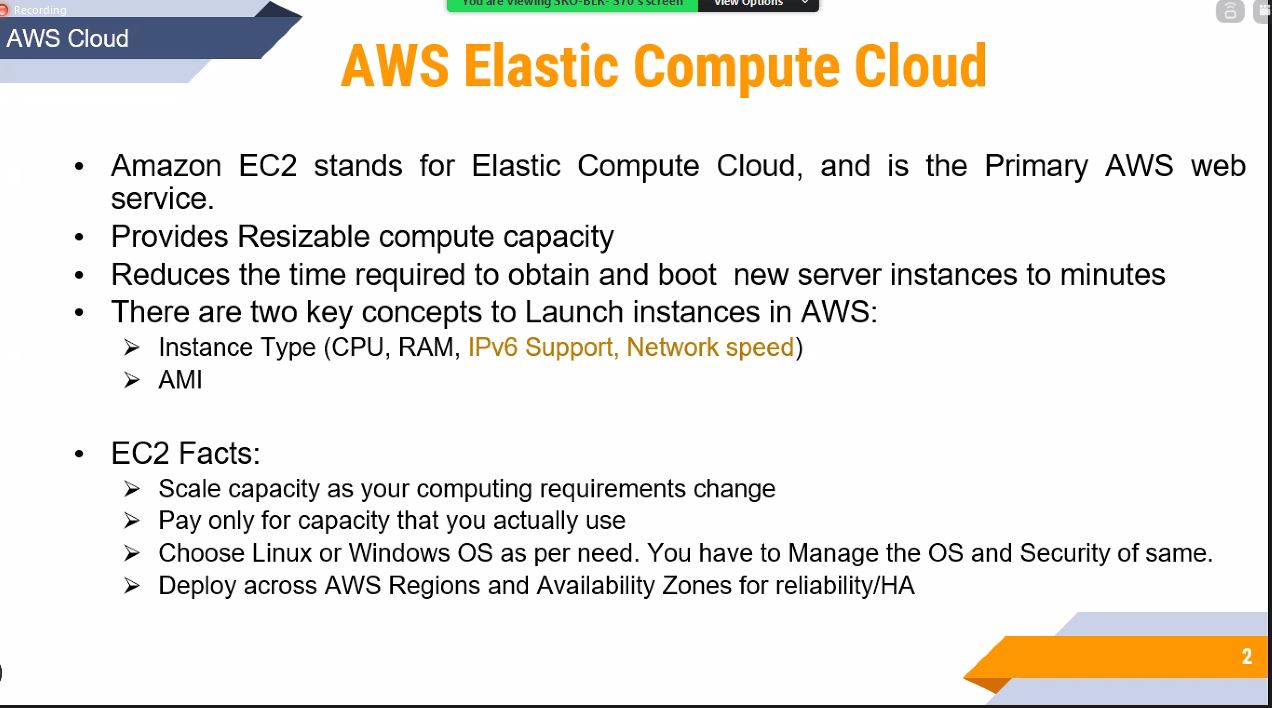 Recording
You are viewing SRO-BLR- 370's screen
View Options
AWS Cloud
AWS Elastic Compute Cloud
• Amazon EC2 stands for Elastic Compute Cloud, and is the Primary AWS web
service.
• Provides Resizable compute capacity
• Reduces the time required to obtain and boot new server instances to minutes
• There are two key concepts to Launch instances in AWS:
➢ Instance Type (CPU, RAM, IPv6 Support, Network speed)
➢ AMI
• EC2 Facts:
➢ Scale capacity as your computing requirements change
➢ Pay only for capacity that you actually use
➢ Choose Linux or Windows OS as per need. You have to Manage the OS and Security of same.
➢ Deploy across AWS Regions and Availability Zones for reliability/HA
2